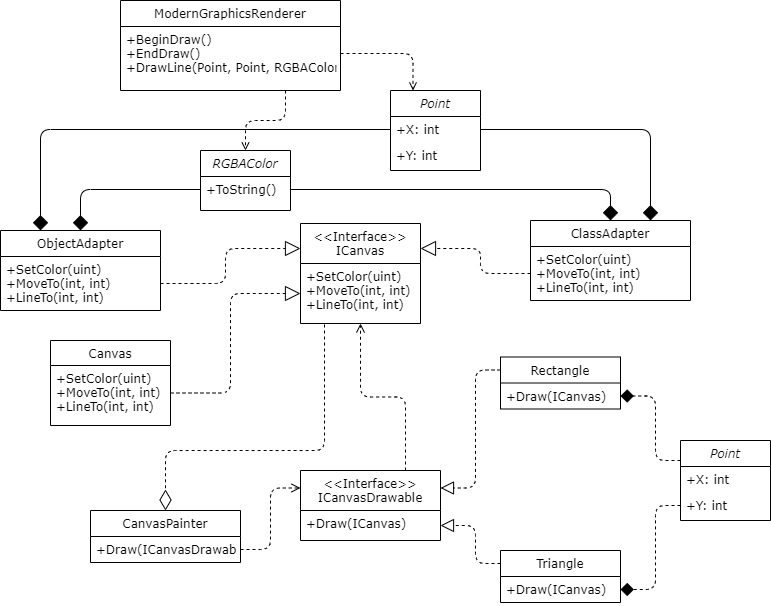 ModernGraphicsRenderer
+BeginDraw()
+EndDraw()
+DrawLine(Point, Point, RGBAColor
Point
+X: int
+Y: int
RGBAColor
+ToString()
ObjectAdapter
+SetColor(uint)
+MoveTo(int, int)
+LineTo(int, int)
<<Interface>>
ICanvas
+SetColor(uint)
+MoveTo(int, int)
+LineTo(int, int)
ClassAdapter
+SetColor(uint)
+MoveTo(int, int)
+LineTo(int, int)
Canvas
+SetColor(uint)
+MoveTo(int, int)
+LineTo(int, int)
Rectangle
+Draw(ICanvas)
Point
+X: int
+Y: int
<<Interface>>
ICanvasDrawable
+Draw(ICanvas)
CanvasPainter
+Draw(ICanvasDrawab
Triangle
+Draw(ICanvas)